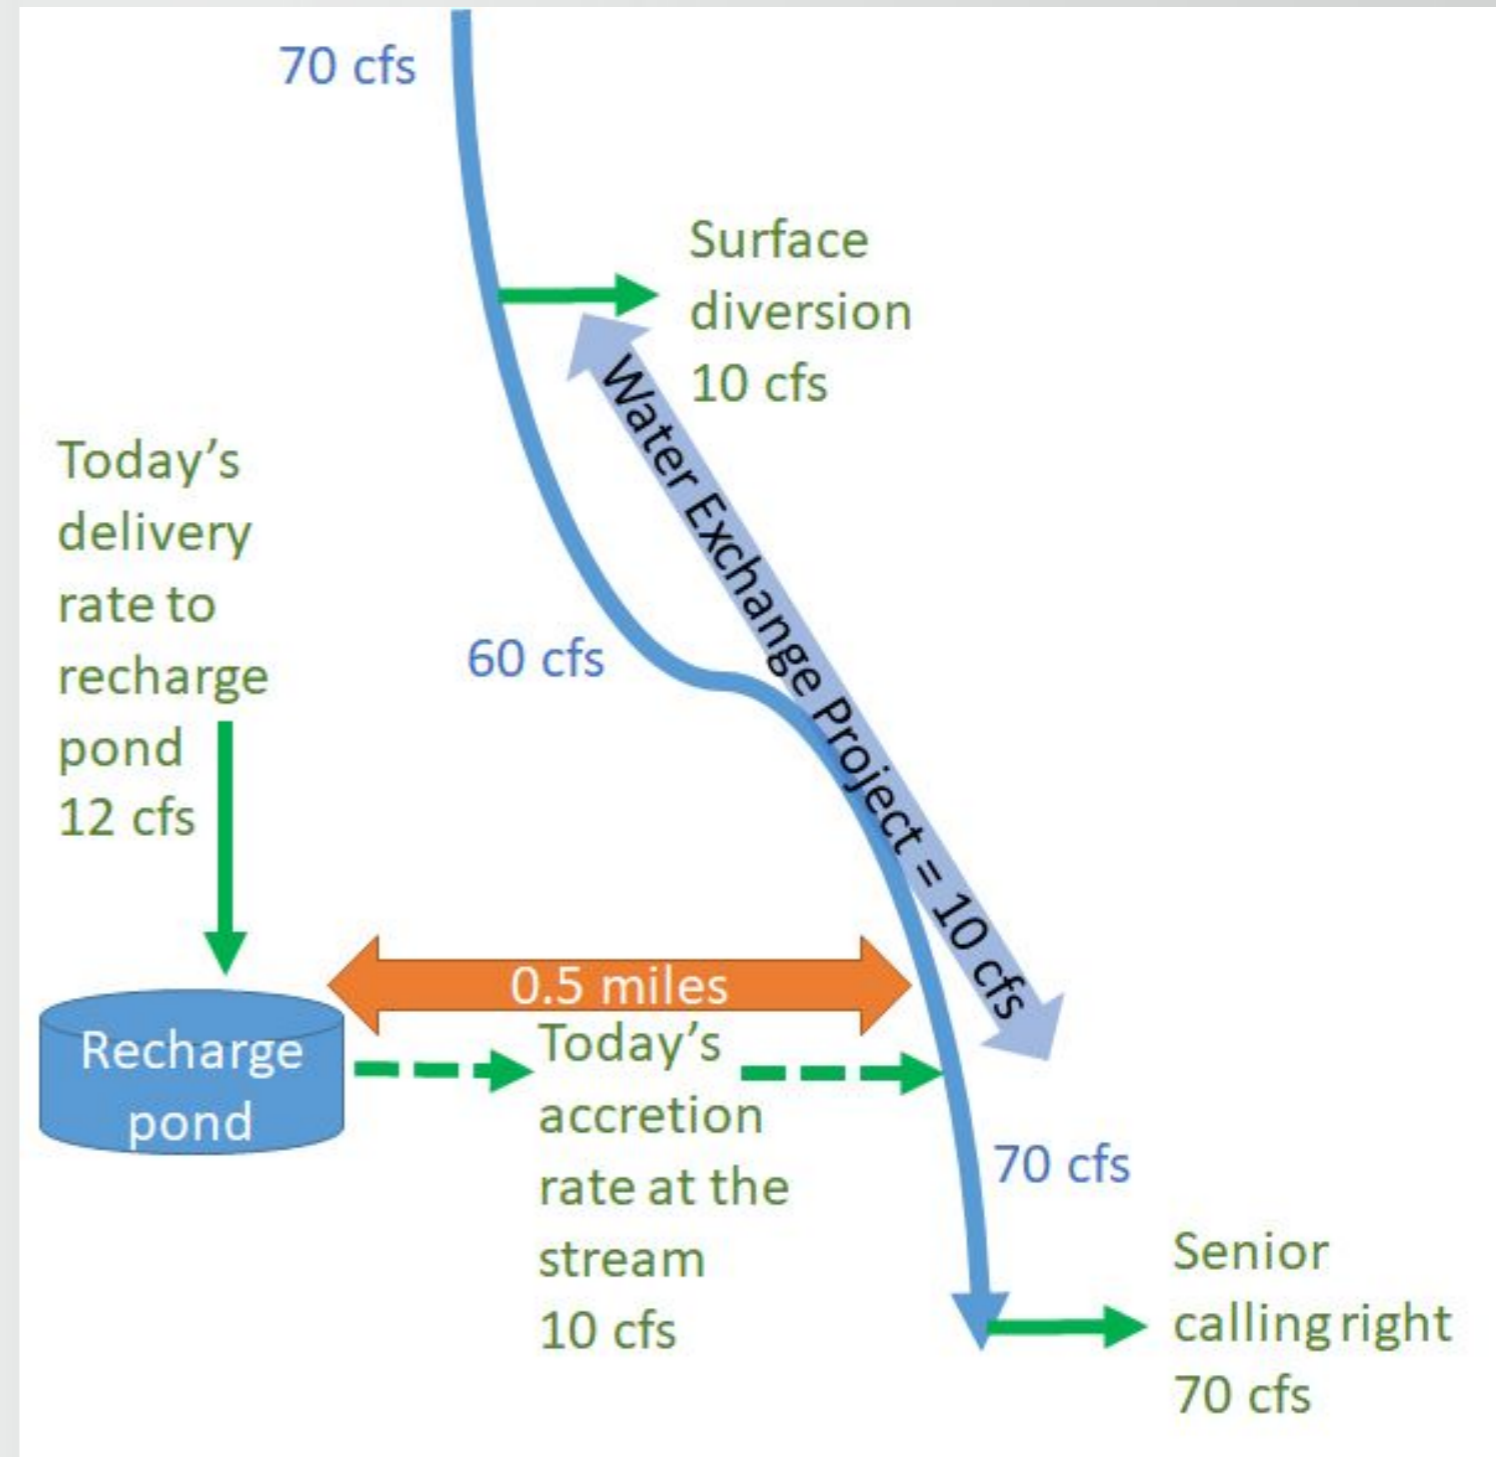 70 cfs
Surface
diversion
10 cfs
Water Exchange Project = 10 cfs
Today’s
delivery
rate to
recharge
pond
12 cfs
60 cfs
0.5 miles
Recharge
pond
Today’s
accretion
rate at the
stream
10 cfs
70 cfs
Senior
calling right
70 cfs